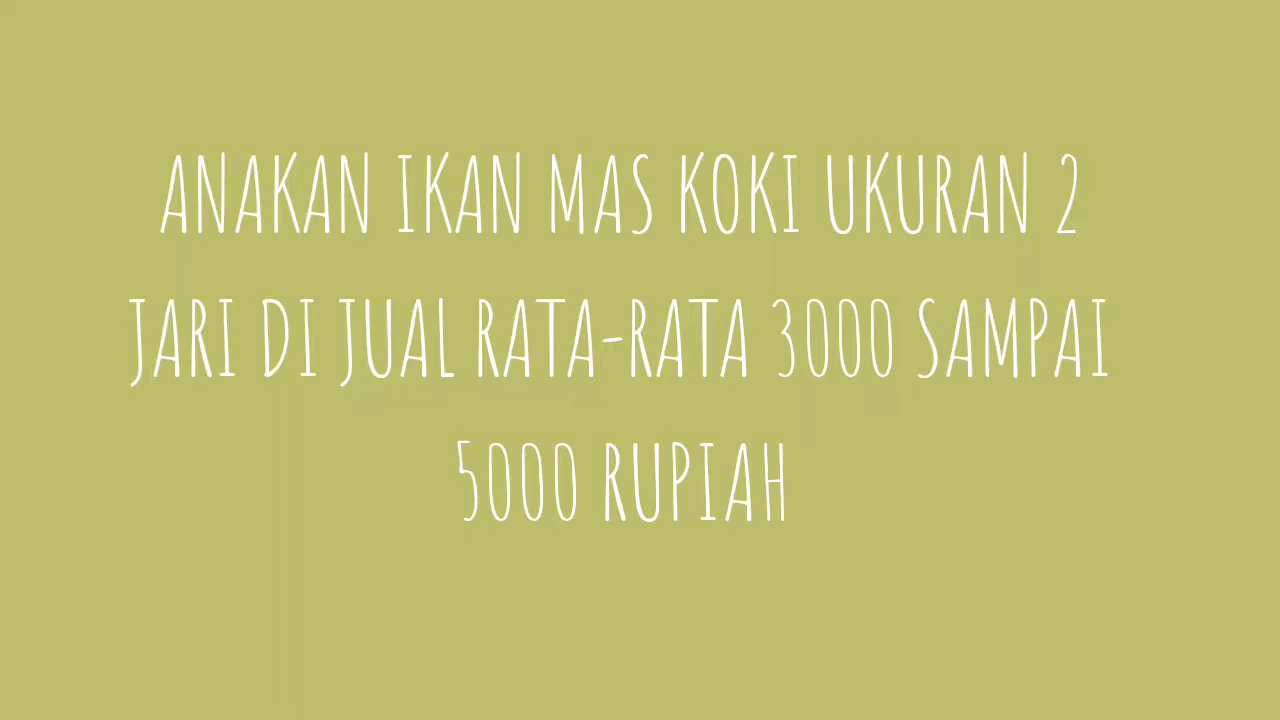 ANAKAN IKAN MAS KOKI UKURAN 2
JARI DI JUAL RATA-RATA 3000 SAMPAI
5000 RUPIAH